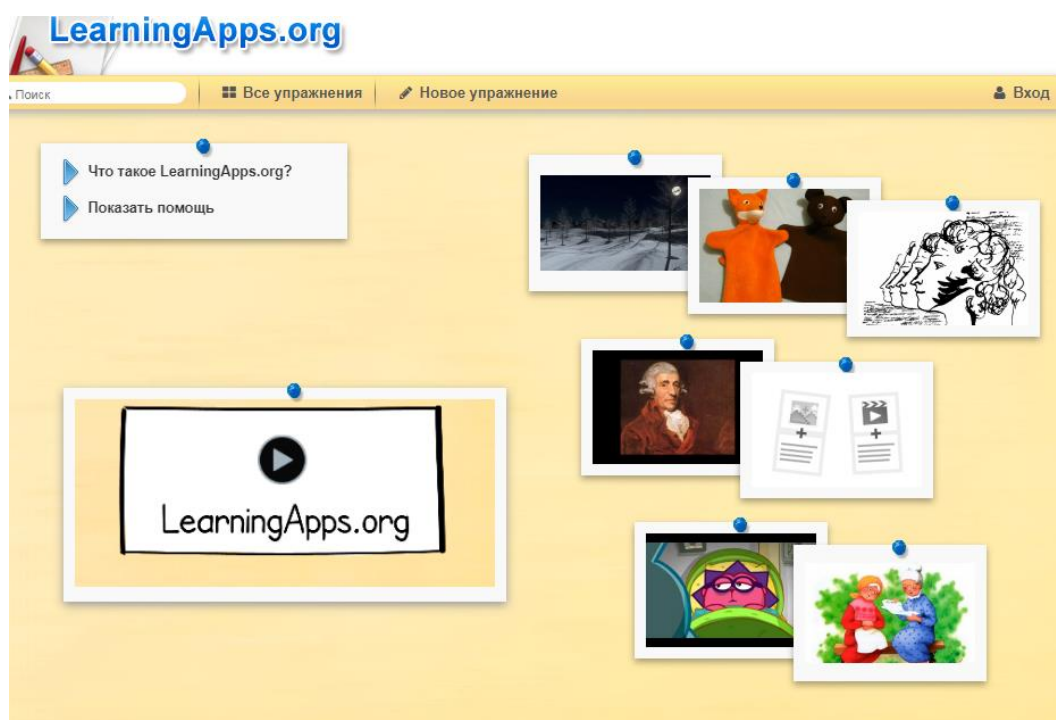 LearningApps.org
Поиск
Все упражнения
Новое упражнение
Вход
Что такое LearningApps.org?
Показать помощь
LearningApps.org